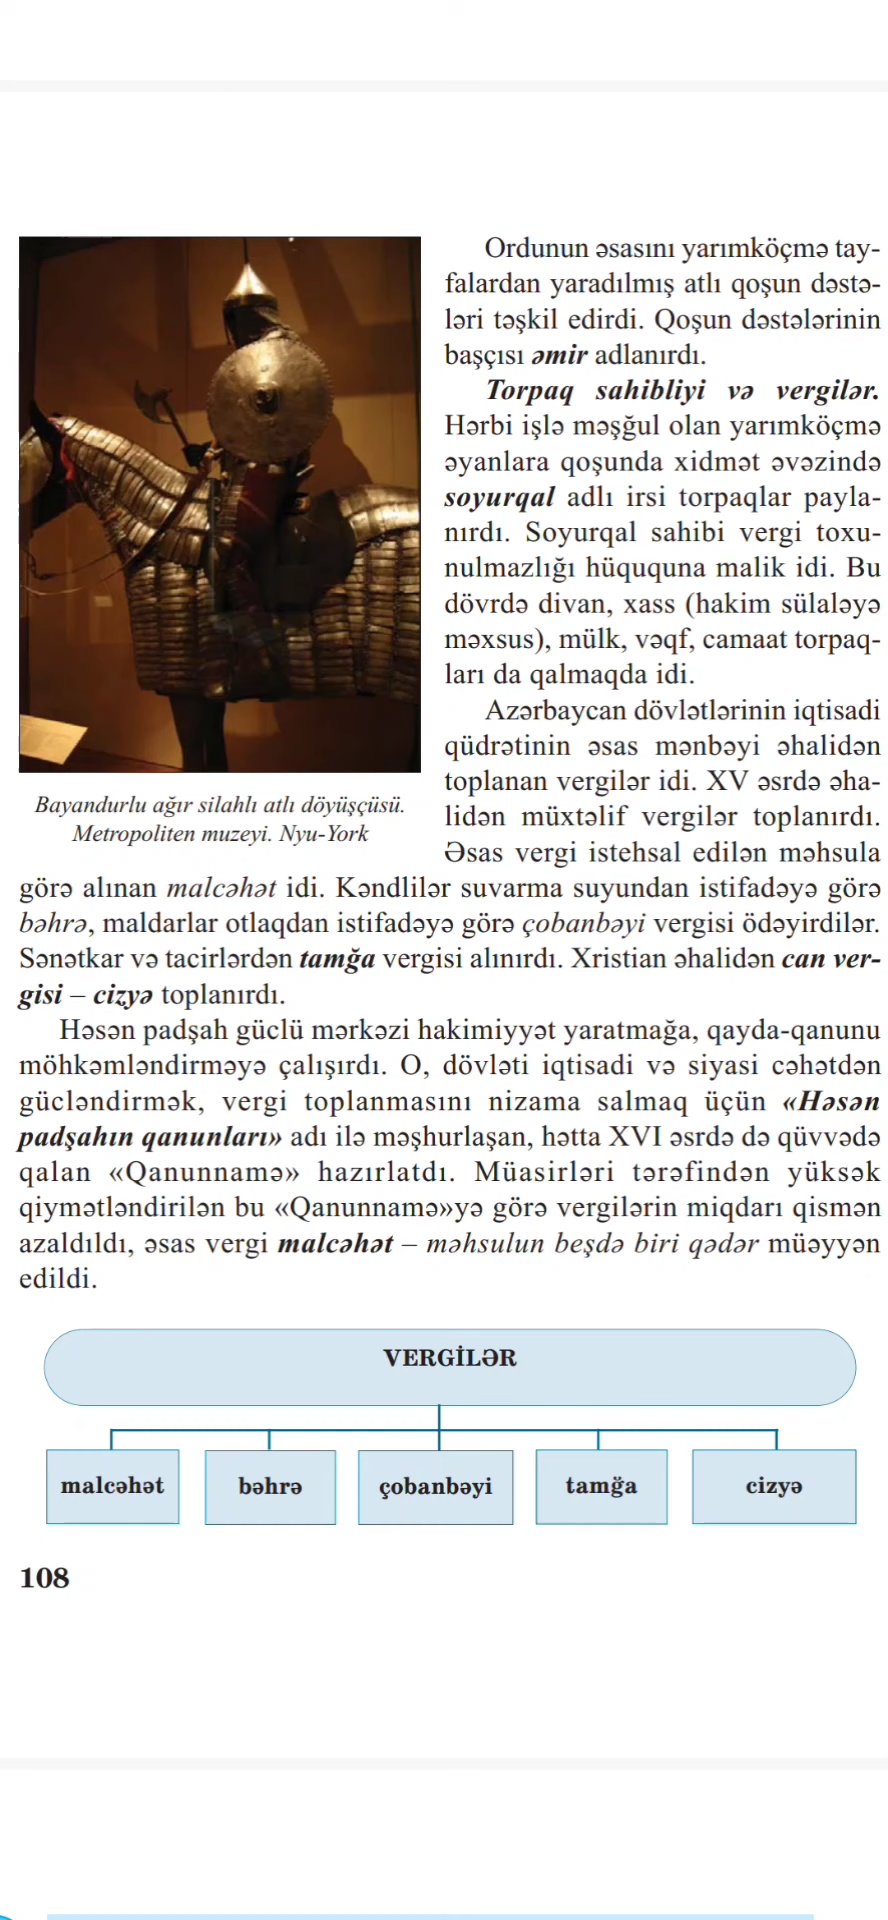 Ordunun əsasını yarımköçmə tay-
falardan yaradılmış atlı qoşun dəstə-
ləri təşkil edirdi. Qoşun dəstələrinin
başçısı əmir adlanırdı.
Torpaq sahibliyi və vergilər.
Hərbi işlə məşğul olan yarımköçmə
əyanlara qoşunda xidmət əvəzində
soyurqal adlı irsi torpaqlar payla-
nırdı. Soyurqal sahibi vergi toxu-
nulmazlığı hüququna malik idi. Bu
dövrdə divan, xass (hakim sülaləyə
məxsus), mülk, vəqf, camaat torpaq-
ları da qalmaqda idi.
Azərbaycan dövlətlərinin iqtisadi
qüdrətinin əsas mənbəyi əhalidən
toplanan vergilər idi. XV əsrdə əha-
lidən müxtəlif vergilər toplanırdı.
Əsas vergi istehsal edilən məhsula
Bayandurlu ağır silahlı atlı döyüşçüsü.
Metropoliten muzeyi. Nyu-York
görə alınan malcəhət idi. Kəndlilər suvarma suyundan istifadəyə görə
bəhrə, maldarlar otlaqdan istifadəyə görə çobanbəyi vergisi ödəyirdilər.
Sənətkar və tacirlərdən tamğa vergisi alınırdı. Xristian əhalidən can ver-
gisi – cizyə toplanırdı.
Həsən padşah güclü mərkəzi hakimiyyət yaratmağa, qayda-qanunu
möhkəmləndirməyə çalışırdı. O, dövləti iqtisadi və siyasi cəhətdən
gücləndirmək, vergi toplanmasını nizama salmaq üçün «Həsən
padşahın qanunları» adı ilə məşhurlaşan, hətta XVI əsrdə də qüvvədə
qalan «Qanunnamə» hazırlatdı. Müasirləri tərəfindən yüksək
qiymətləndirilən bu «Qanunnamə»yə görə vergilərin miqdarı qismən
azaldıldı, əsas vergi malcəhət – məhsulun beşdə biri qədər müəyyən
edildi.
VERGİLƏR
malcəhət
bəhrə
çobanbəyi
tamğa
cizyə
108